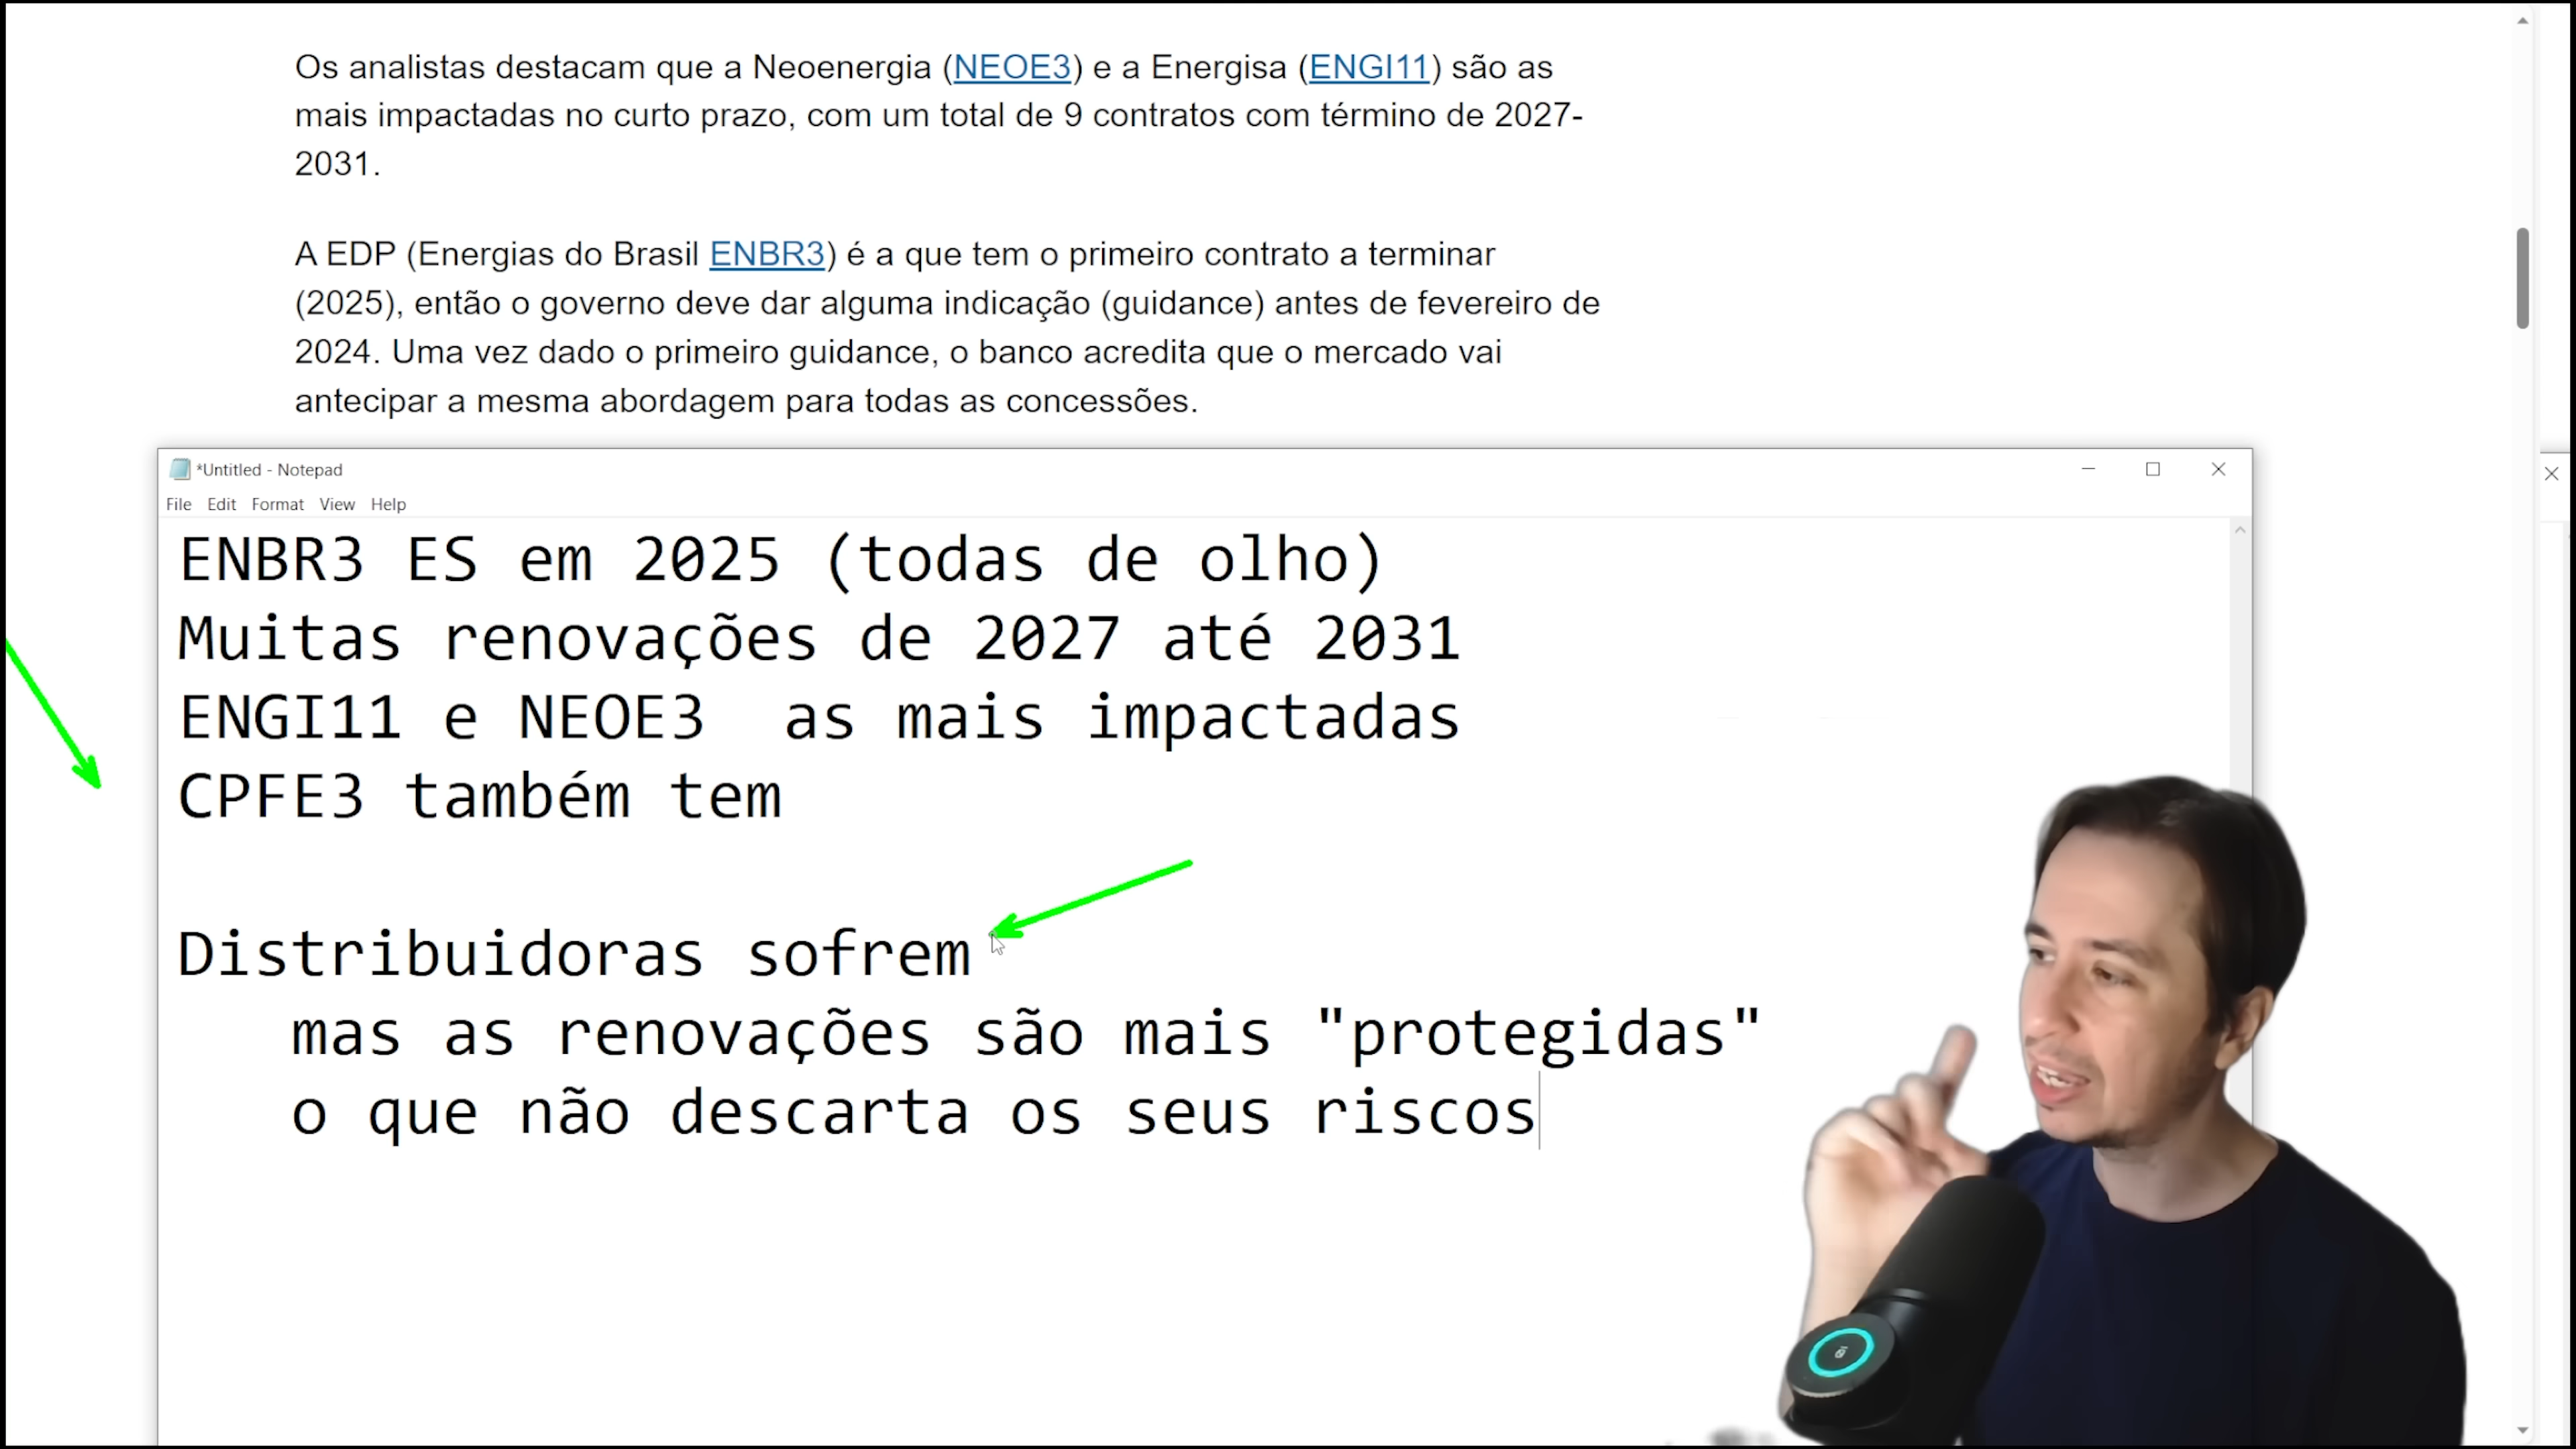 Os analistas destacam que a Neoenergia (NEOE3) e a Energisa (ENGI11) são as
mais impactadas no curto prazo, com um total de 9 contratos com término de 2027-
2031.
A EDP (Energias do Brasil ENBR3) é a que tem o primeiro contrato a terminar
(2025), então o governo deve dar alguma indicação (guidance) antes de fevereiro de
2024. Uma vez dado o primeiro guidance, o banco acredita que o mercado vai
antecipar a mesma abordagem para todas as concessões.
*Untitled - Notepad
File Edit Format View Help
ENBR3 ES em 2025 (todas de olho)
Muitas renovações de 2027 até 2031
ENGI11 e NEOE3  as mais impactadas
CPFE3 também tem
Distribuidoras sofrem
mas as renovações são mais "protegidas"
o que não descarta os seus riscos